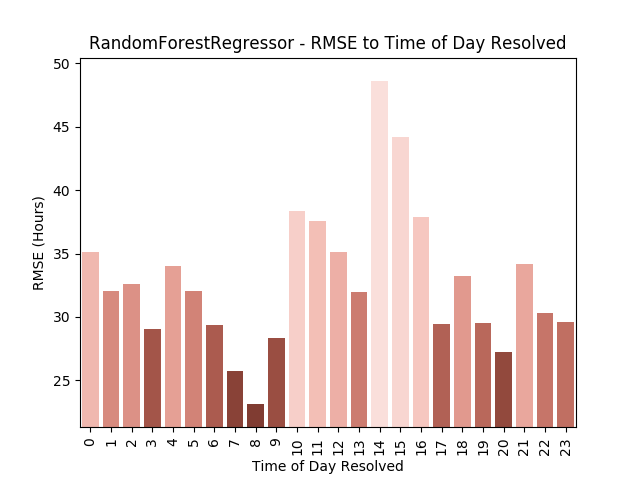 RandomForestRegressor - RMSE to Time of Day Resolved
50
45
40
35
30
25
RMSE (Hours)
0 1 2 3 4 5 6 7 8 9 10 11 12 13 14 15 16 17 18 19 20 21 22 23
Time of Day Resolved